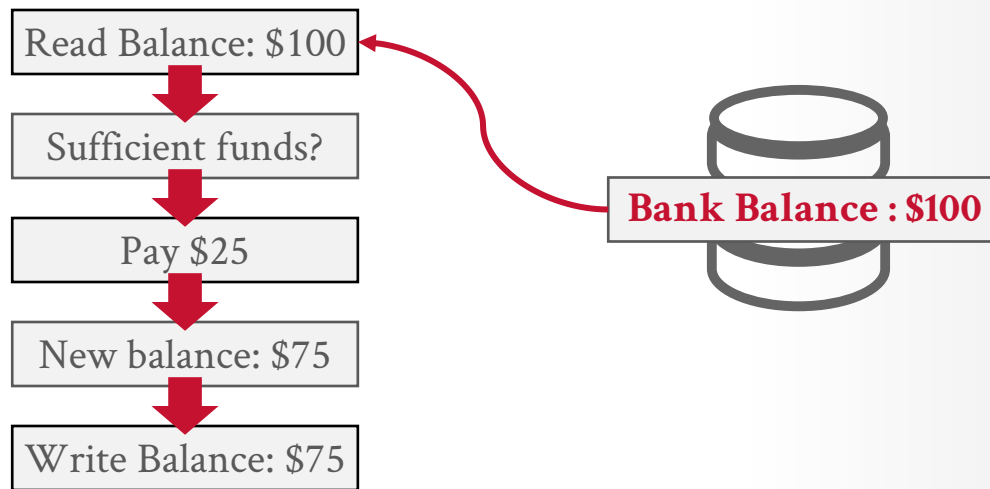 Read Balance: $100
Sufficient funds?
Pay $25
New balance: $75
Write Balance: $75
Bank Balance : $100